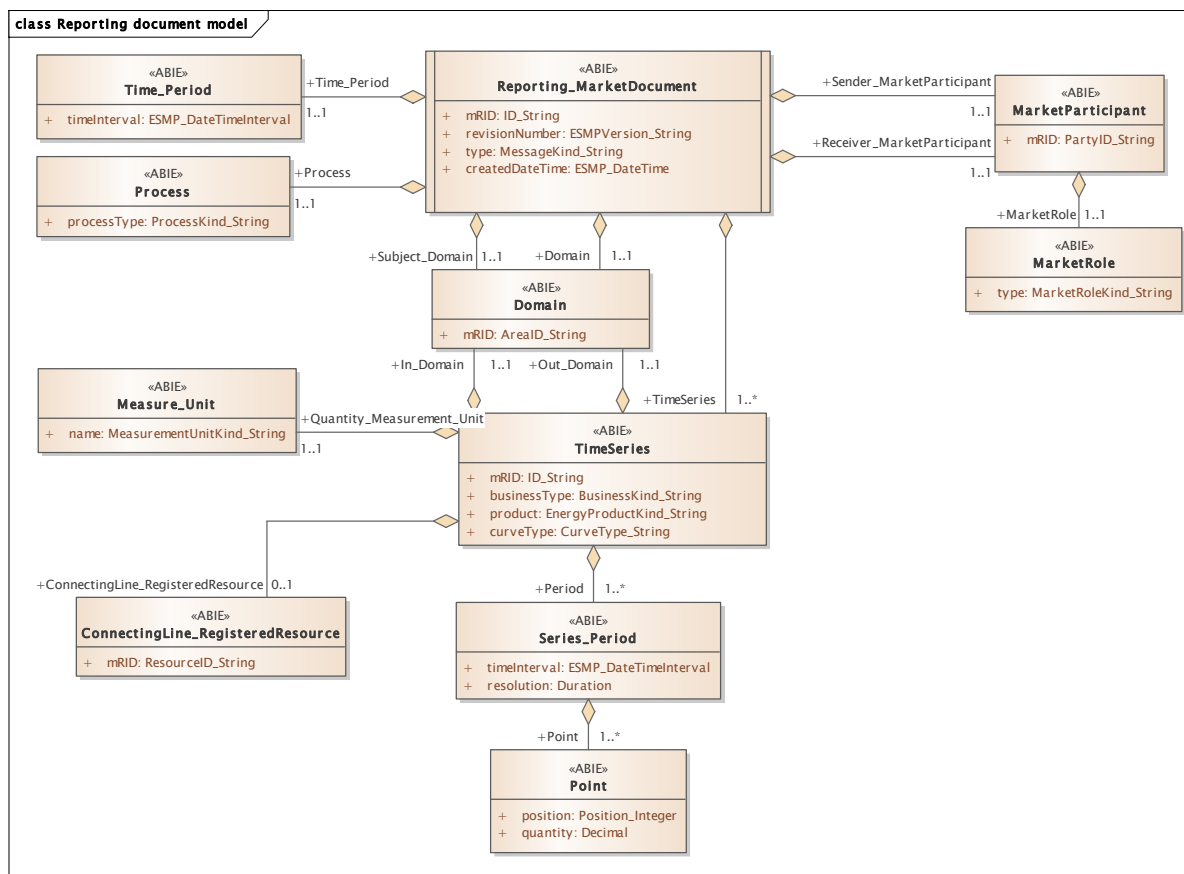 class Reporting document model
«ABIE»
Time_Period
+ timeInterval: ESMP_DateTimeInterval
+Time_Period
1..1
«ABIE»
Reporting_MarketDocument
+ mRID: ID_String
+ revisionNumber: ESMPVersion_String
+ type: MessageKind_String
+ createdDateTime: ESMP_DateTime
+Sender_MarketParticipant
1..1
+Receiver_MarketParticipant
1..1
«ABIE»
MarketParticipant
+ mRID: PartyID_String
«ABIE»
Process
+ processType: ProcessKind_String
+Process
1..1
+MarketRole 1..1
«ABIE»
MarketRole
+ type: MarketRoleKind_String
+Subject_Domain 1..1
+Domain 1..1
«ABIE»
Domain
+ mRID: AreaID_String
+In_Domain 1..1
+Out_Domain 1..1
+TimeSeries 1..*
«ABIE»
Measure_Unit
+ name: MeasurementUnitKind_String
+Quantity_Measurement_Unit
1..1
«ABIE»
TimeSeries
+ mRID: ID_String
+ businessType: BusinessKind_String
+ product: EnergyProductKind_String
+ curveType: CurveType_String
+ConnectingLine_RegisteredResource 0..1
«ABIE»
ConnectingLine_RegisteredResource
+ mRID: ResourceID_String
+Period 1..*
«ABIE»
Series_Period
+ timeInterval: ESMP_DateTimeInterval
+ resolution: Duration
+Point 1..*
«ABIE»
Point
+ position: Position_Integer
+ quantity: Decimal